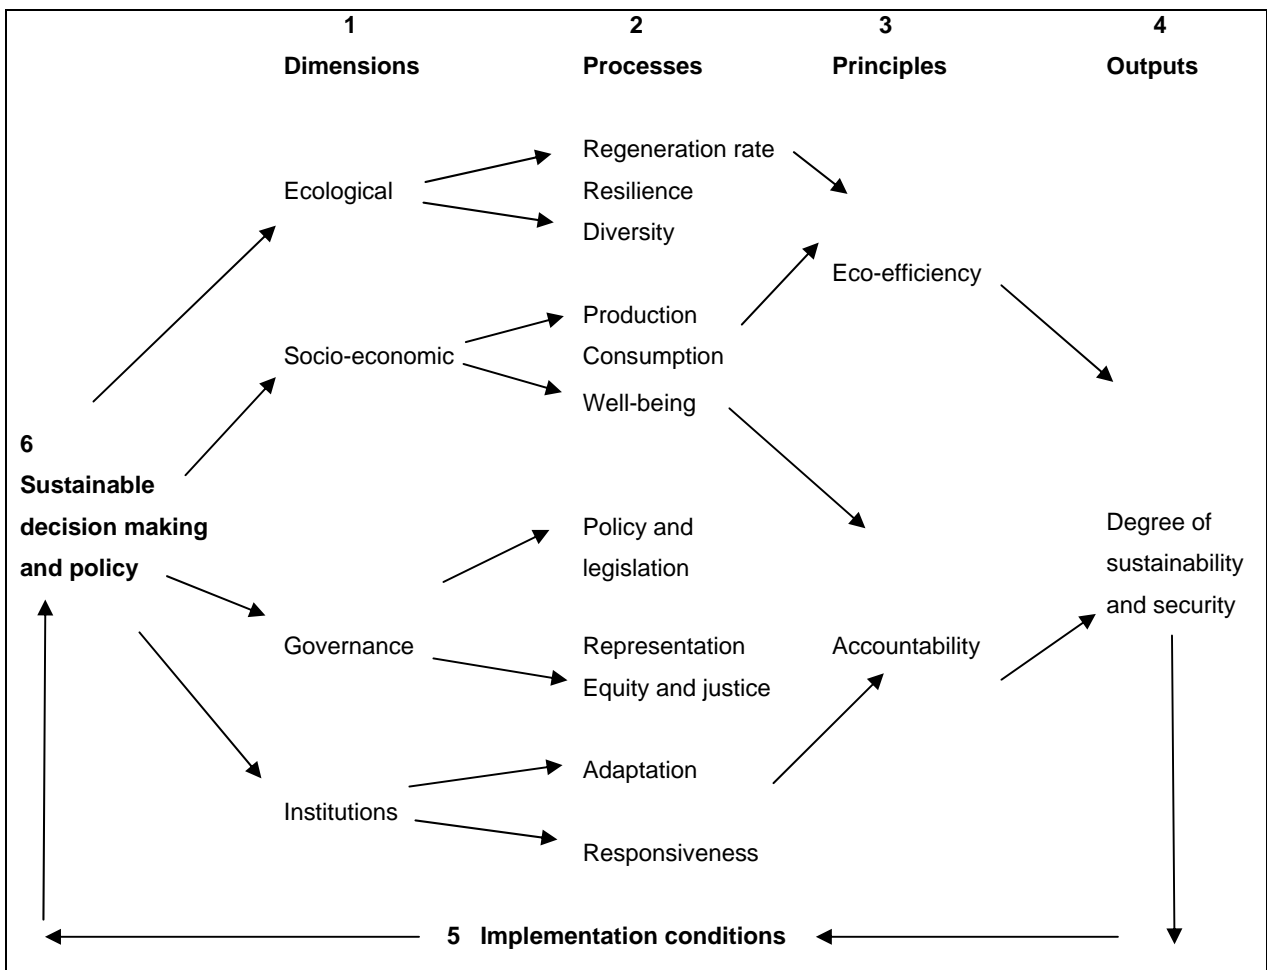 1 2 3 4
Dimensions Processes Principles Outputs
Regeneration rate
Ecological Resilience
Diversity
Eco-efficiency
Production
Socio-economic Consumption
Well-being
6
Sustainable
decision making
and policy
Policy and
legislation
Degree of
sustainability
and security
Governance Representation Accountability
Equity and justice
Adaptation
Institutions
Responsiveness
5 Implementation conditions